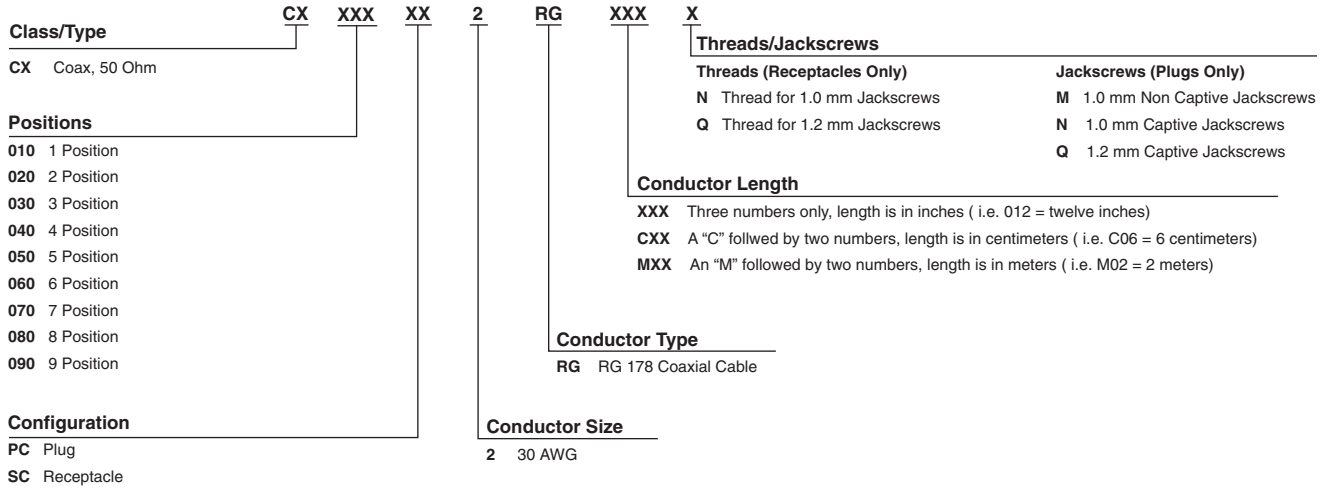 CX XXX XX 2 RG XXX X
Class/Type
CX Coax, 50 Ohm
Positions
010 1 Position
020 2 Position
030 3 Position
040 4 Position
050 5 Position
060 6 Position
070 7 Position
080 8 Position
090 9 Position
Configuration
PC Plug
SC Receptacle
Conductor Size
2 30 AWG
Conductor Type
RG RG 178 Coaxial Cable
Conductor Length
XXX Three numbers only, length is in inches ( i.e. 012 = twelve inches)
CXX A “C” follwed by two numbers, length is in centimeters ( i.e. C06 = 6 centimeters)
MXX An “M” followed by two numbers, length is in meters ( i.e. M02 = 2 meters)
Threads/Jackscrews
Threads (Receptacles Only)
N Thread for 1.0 mm Jackscrews
Q Thread for 1.2 mm Jackscrews
Jackscrews (Plugs Only)
M 1.0 mm Non Captive Jackscrews
N 1.0 mm Captive Jackscrews
Q 1.2 mm Captive Jackscrews